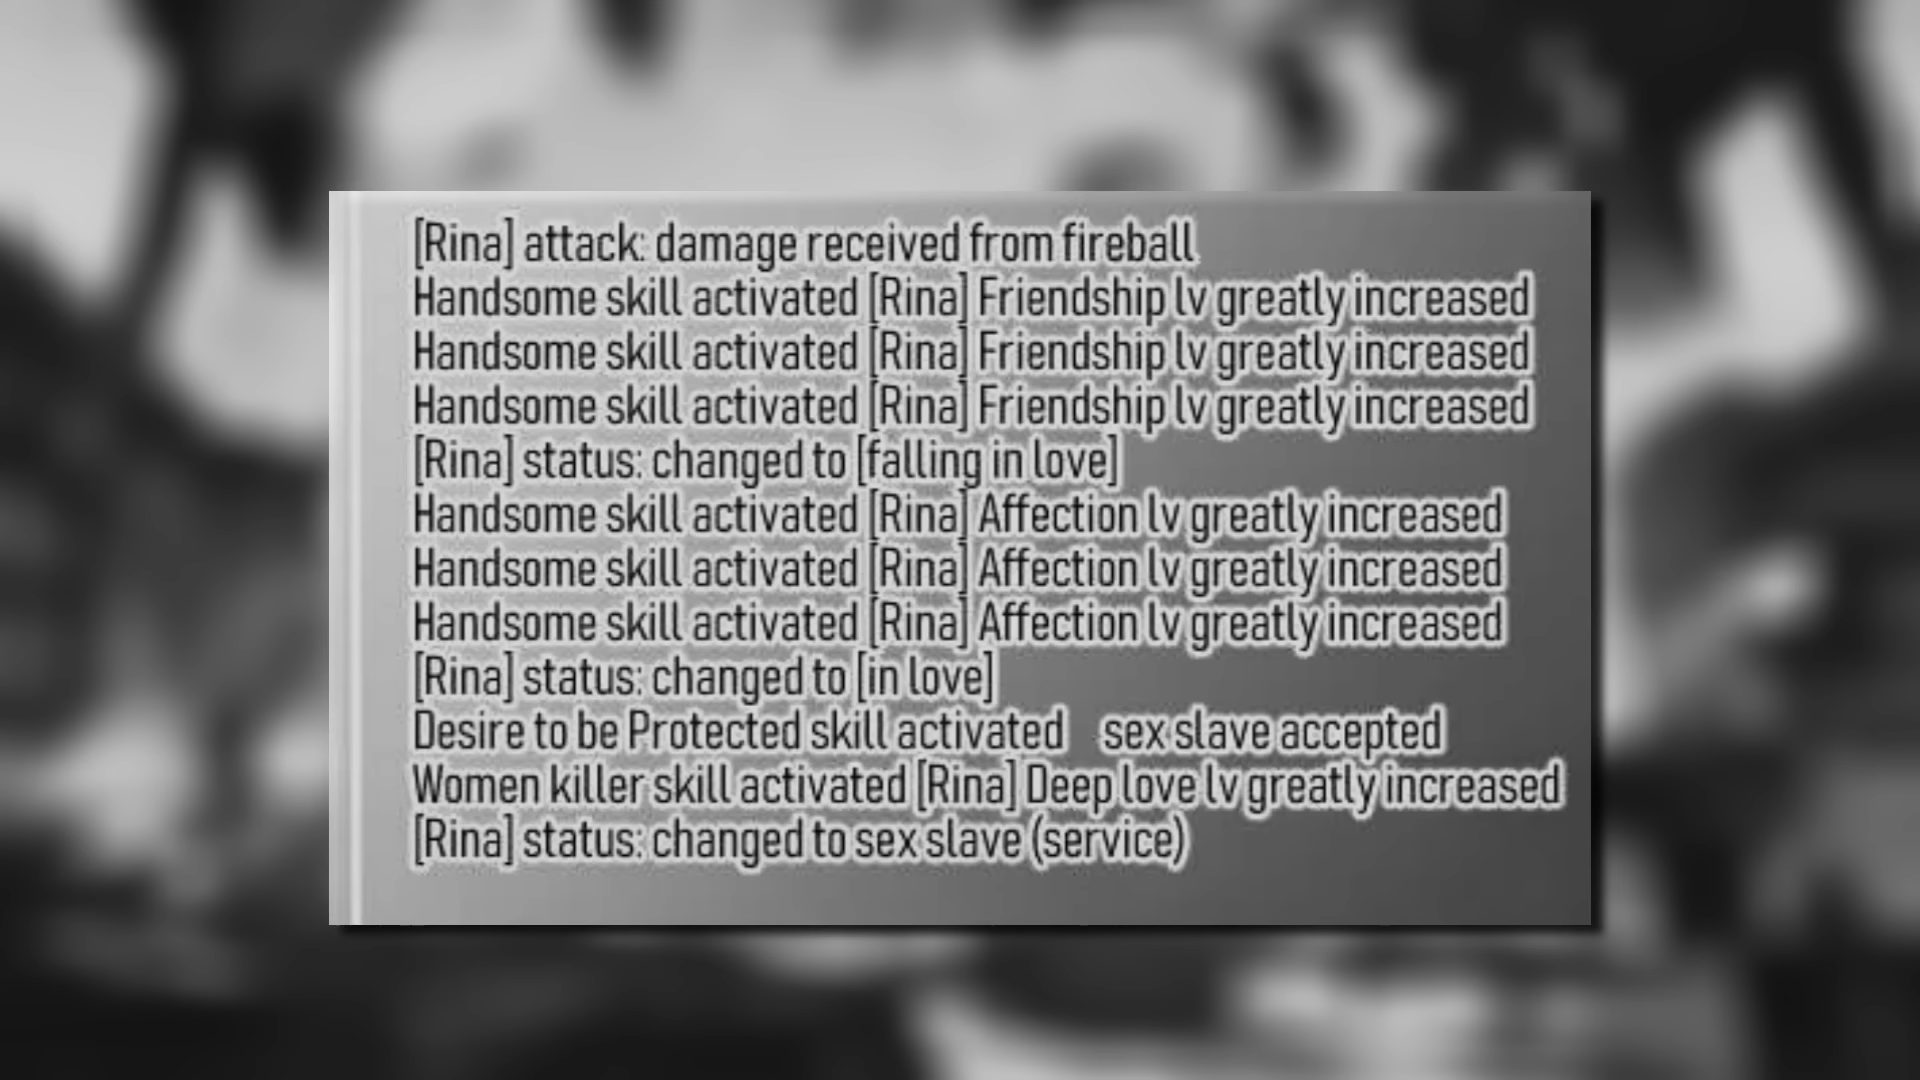 [Rina] attack: damage received from fireball
Handsome skill activated [Rina] Friendship lv greatly increased
Handsome skill activated [Rina] Friendship lv greatly increased
Handsome skill activated [Rina] Friendship lv greatly increased
[Rina] status: changed to [falling in love]
Handsome skill activated [Rina] Affection lv greatly increased
Handsome skill activated [Rina] Affection lv greatly increased
Handsome skill activated [Rina] Affection lv greatly increased
[Rina] status: changed to [in love]
Desire to be Protected skill activated sex slave accepted
Women killer skill activated [Rina] Deep love lv greatly increased
[Rina] status: changed to sex slave (service)